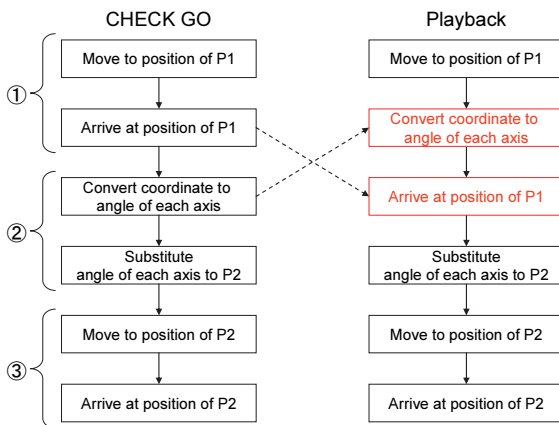 CHECK GO
Playback
①
Move to position of P1
Arrive at position of P1
②
Convert coordinate to
angle of each axis
Substitute
angle of each axis to P2
③
Move to position of P2
Arrive at position of P2
Move to position of P1
Convert coordinate to
angle of each axis
Arrive at position of P1
Substitute
angle of each axis to P2
Move to position of P2
Arrive at position of P2